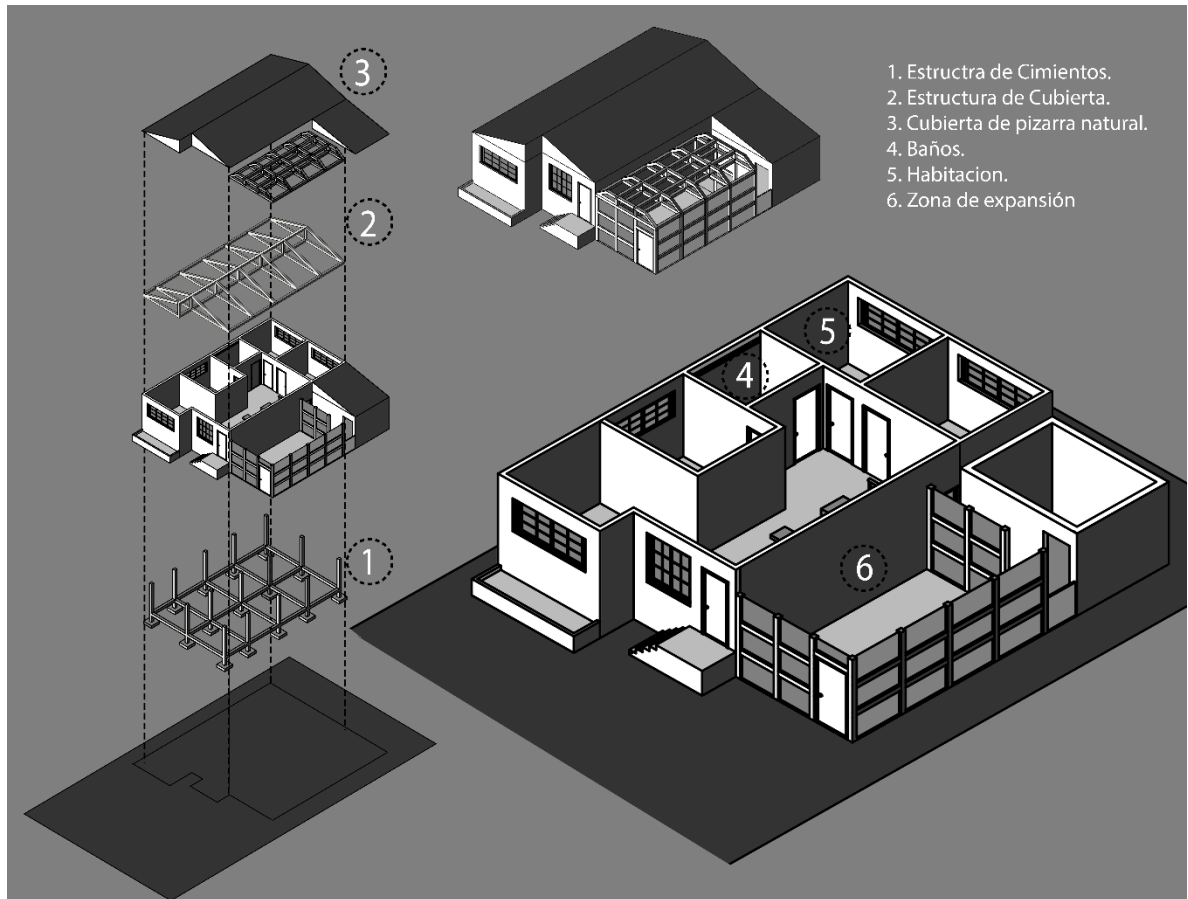 3
2
1
1. Estructra de Cimientos.
2. Estructura de Cubierta.
3. Cubierta de pizarra natural.
4. Baños.
5. Habitacion.
6. Zona de expansión
5
4
6